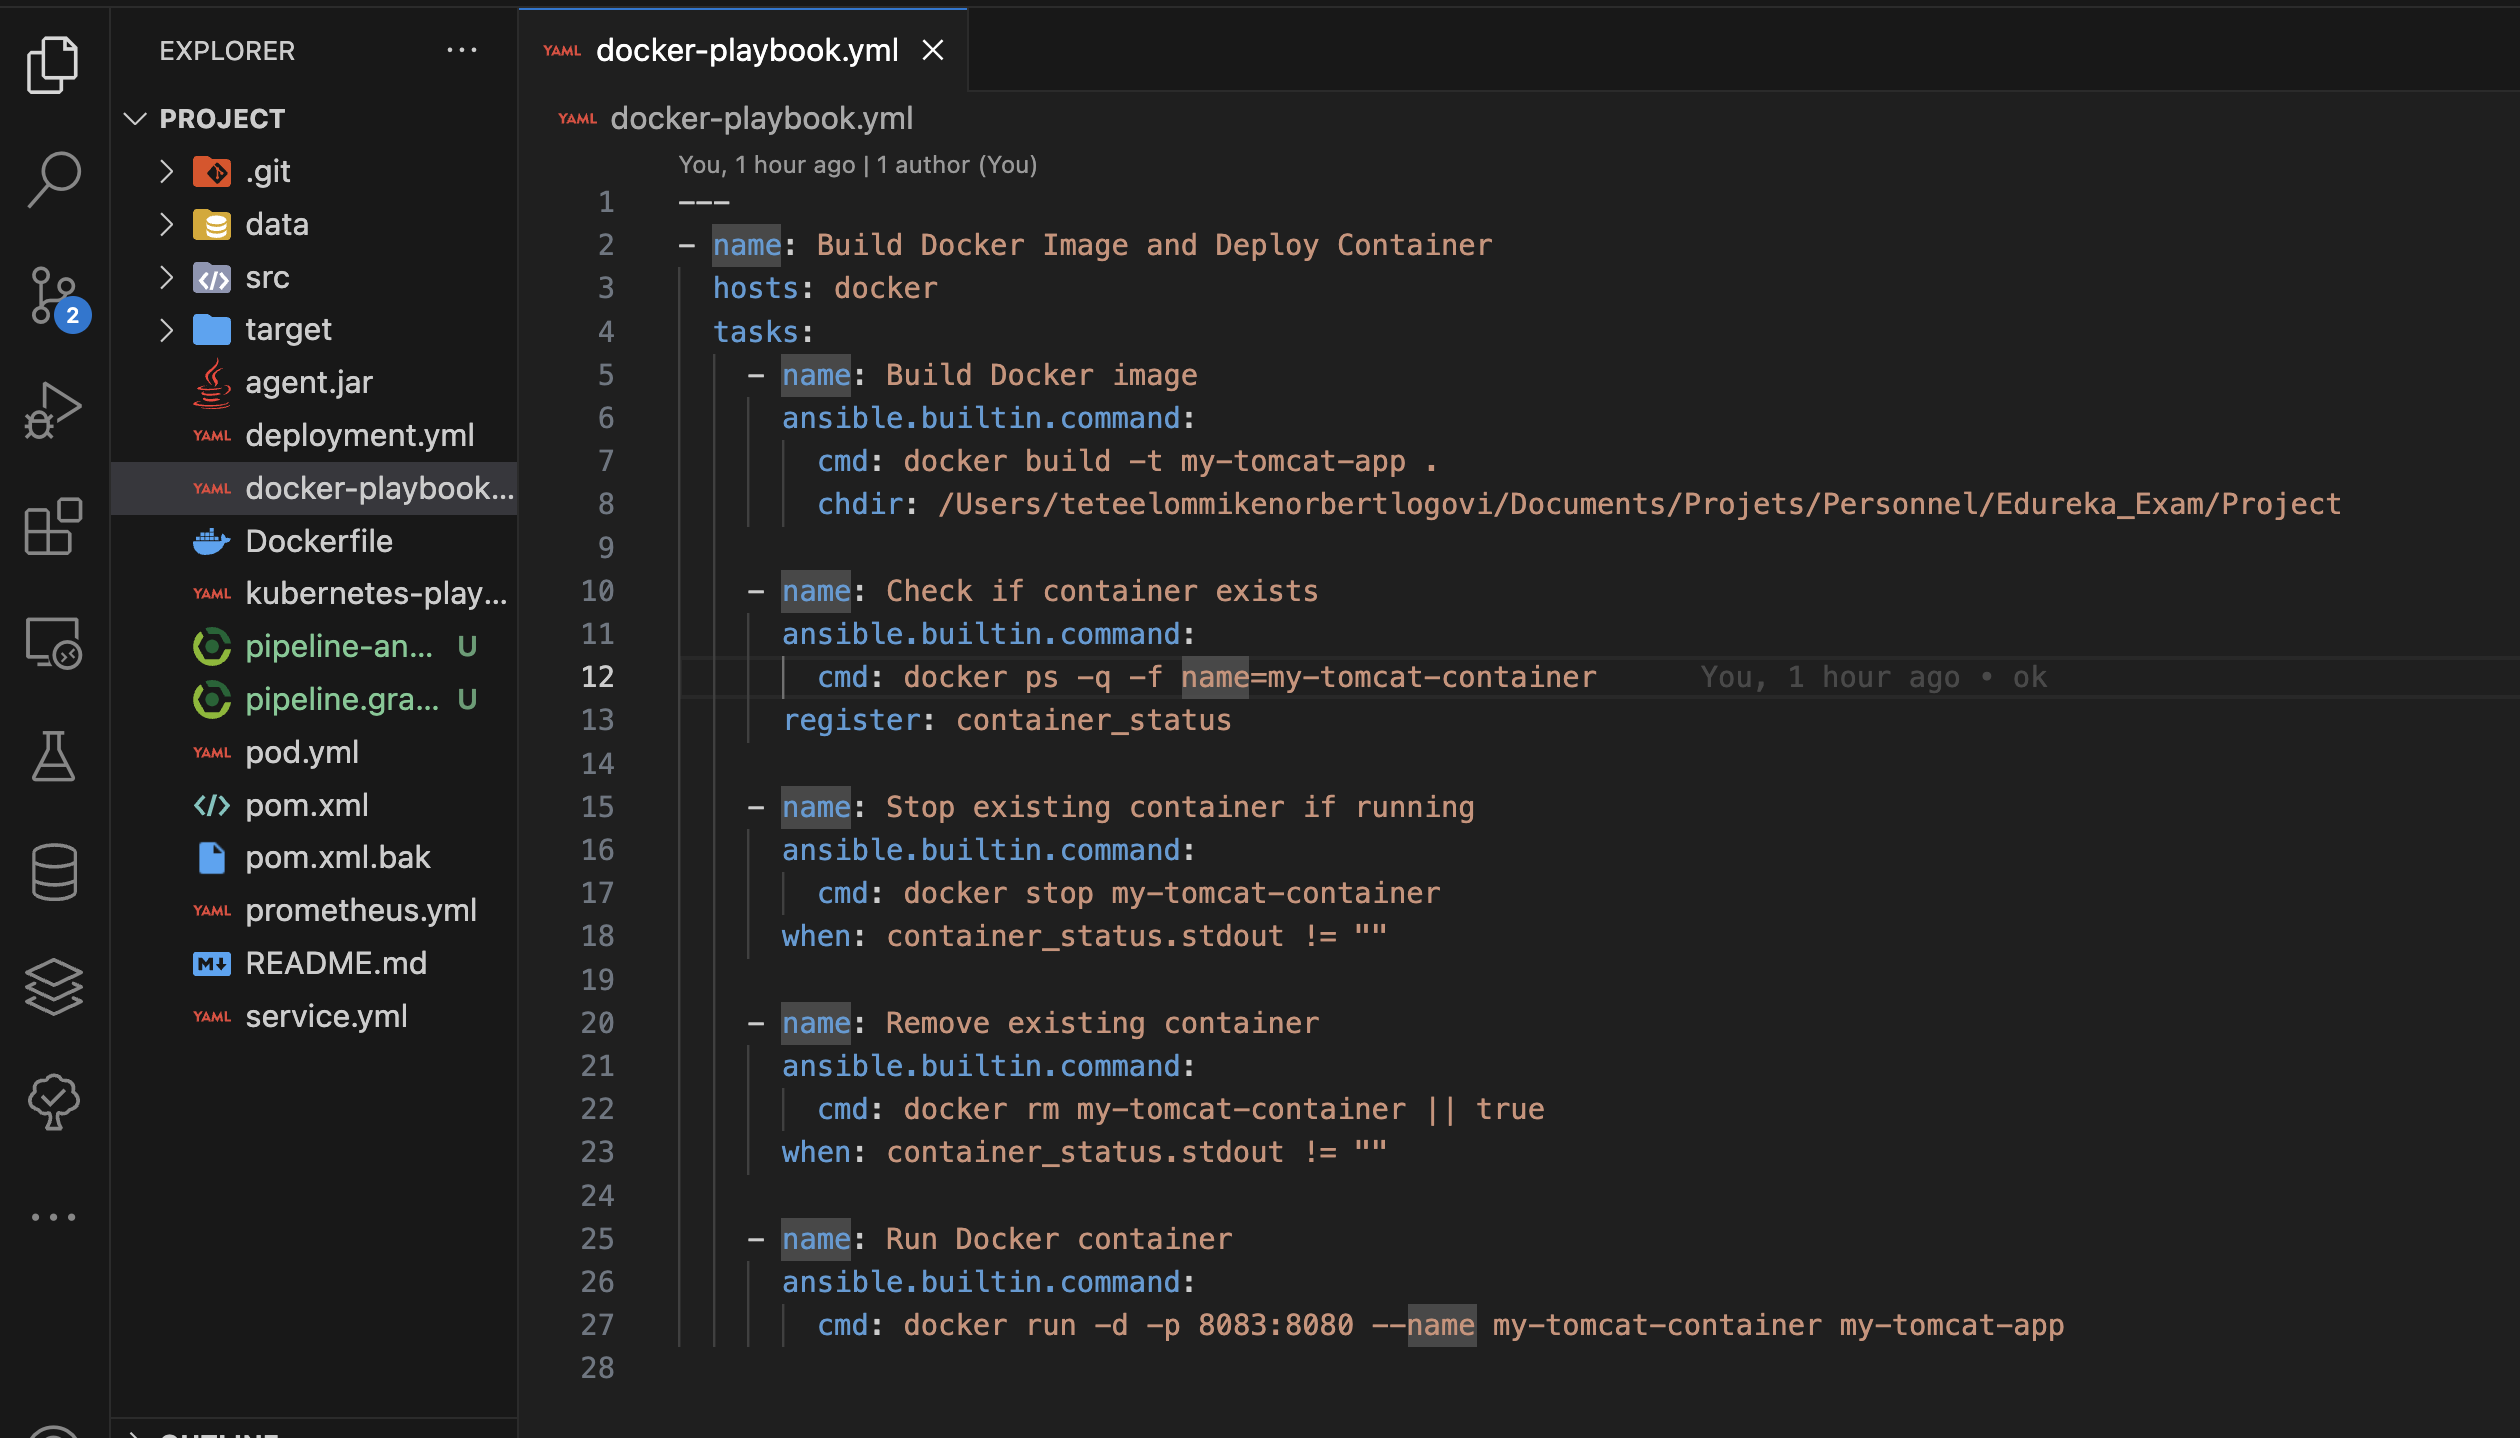 EXPLORER
PROJECT
.git
data
src
2
target
agent.jar
YAML deployment.yml
YAML docker-playbook...
Dockerfile
YAML kubernetes-play...
pipeline-an... U
pipeline.gra... U
YAML pod.yml
pom.xml
pom.xml.bak
YAML prometheus.yml
README.md
YAML service.yml
OUTLINE
YAML docker-playbook.yml
YAML docker-playbook.yml
You, 1 hour ago | 1 author (You)
1 ---
2 - name: Build Docker Image and Deploy Container
3 hosts: docker
4 tasks:
5 - name: Build Docker image
6 ansible.builtin.command:
7 cmd: docker build -t my-tomcat-app .
8 chdir: /Users/teteelommikenorbertlogovi/Documents/Projets/Personnel/Edureka_Exam/Project
9
10 - name: Check if container exists
11 ansible.builtin.command:
12 cmd: docker ps -q -f name=my-tomcat-container You, 1 hour ago • ok
13 register: container_status
14
15 - name: Stop existing container if running
16 ansible.builtin.command:
17 cmd: docker stop my-tomcat-container
18 when: container_status.stdout != ""
19
20 - name: Remove existing container
21 ansible.builtin.command:
22 cmd: docker rm my-tomcat-container || true
23 when: container_status.stdout != ""
24
25 - name: Run Docker container
26 ansible.builtin.command:
27 cmd: docker run -d -p 8083:8080 --name my-tomcat-container my-tomcat-app
28